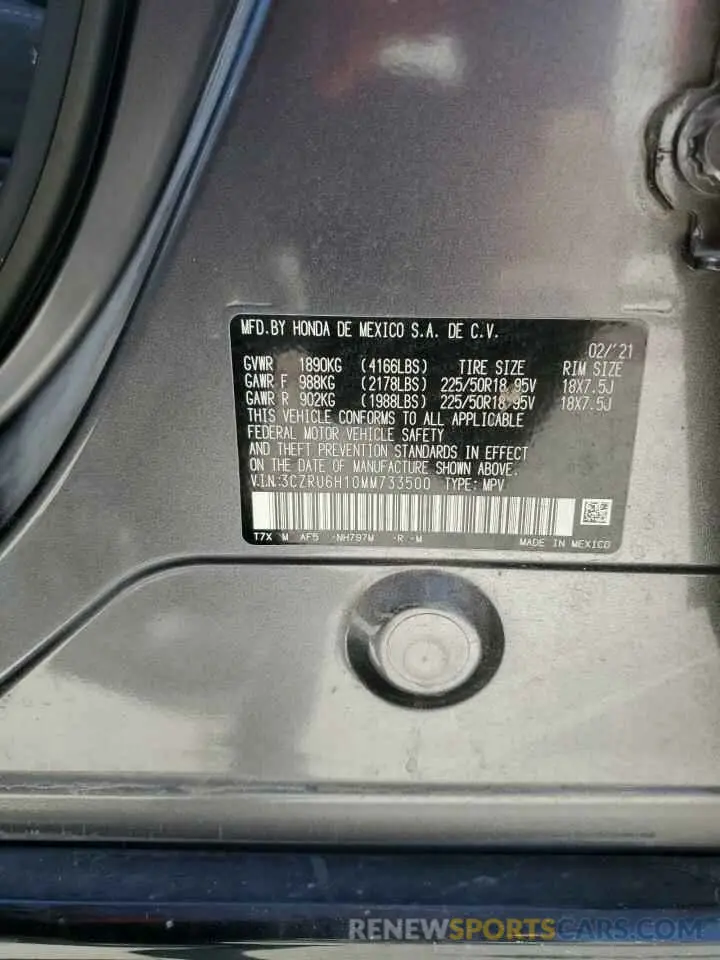 MFD.BY HONDA DE MEXICO S.A. DE C.V.
02/'21
GVWR 1890KG (4166LBS) TIRE SIZE RIM SIZE
GAWR F 988KG (2178LBS) 225/50R18 95V 18X7.5J
GAWR R 902KG (1988LBS) 225/50R18 95V 18X7.5J
THIS VEHICLE CONFORMS TO ALL APPLICABLE
FEDERAL MOTOR VEHICLE SAFETY
AND THEFT PREVENTION STANDARDS IN EFFECT
ON THE DATE OF MANUFACTURE SHOWN ABOVE.
V.I.N:3CZRU6H10MM733500 TYPE: MPV
T7X M AF5 -NH797M -R -M MADE IN MEXICO
RENEWSPORTSCARS.COM